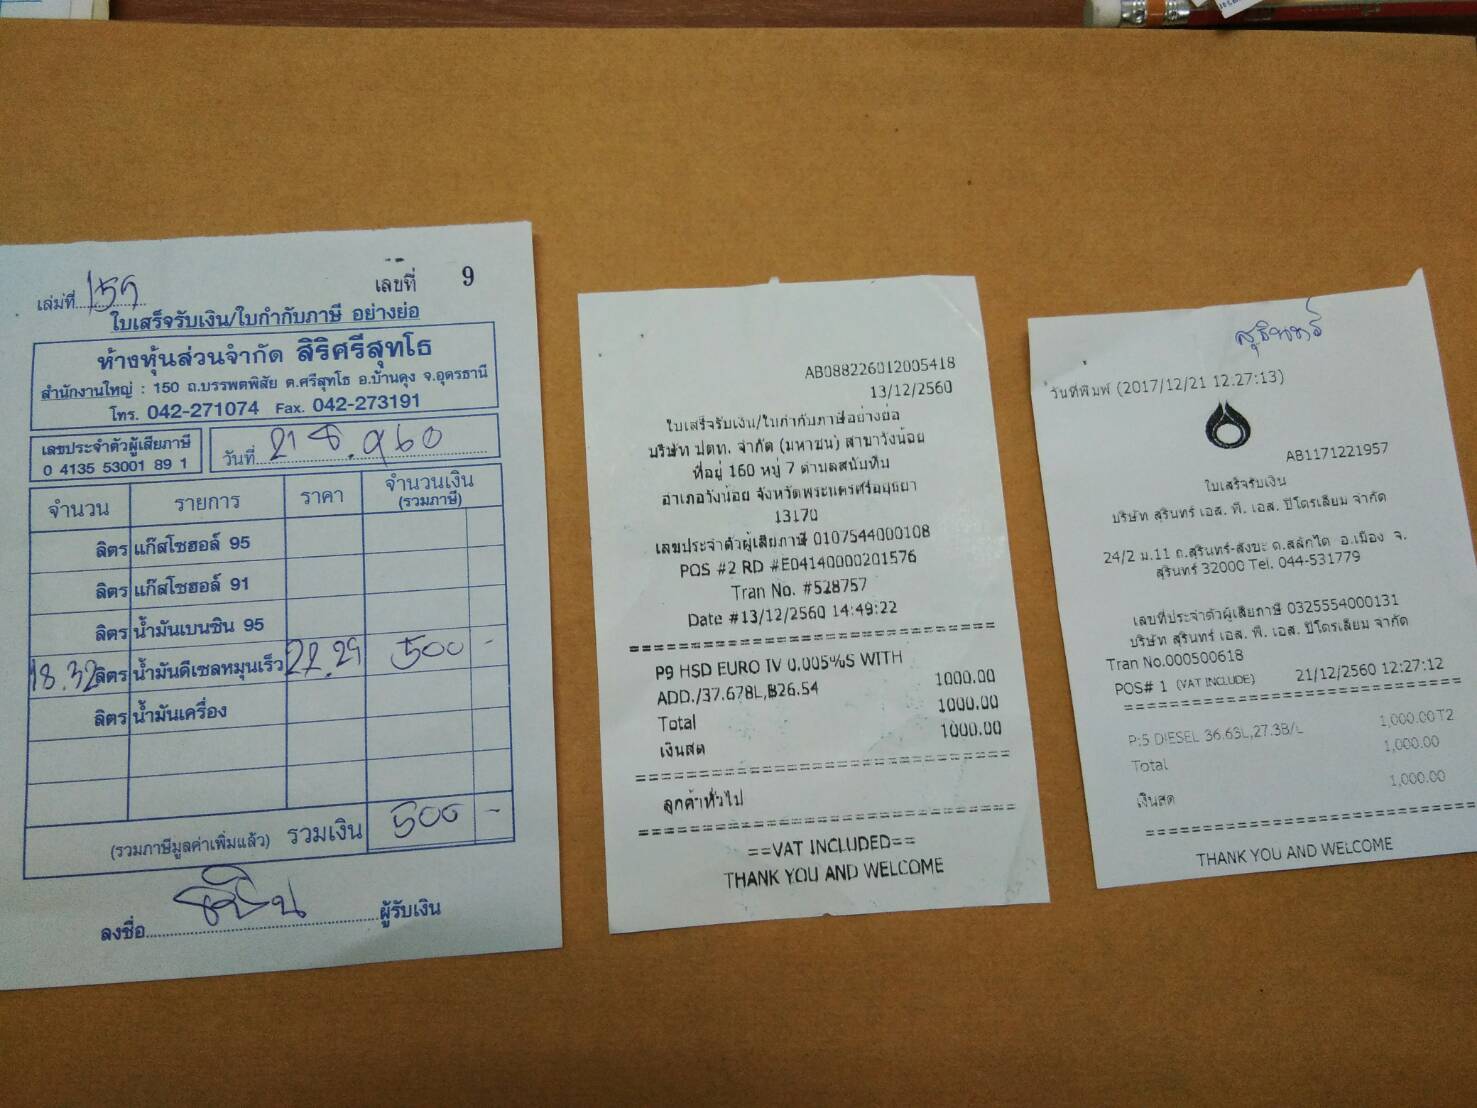 เล่มที่ 159
เลขที่ 9
ใบเสร็จรับเงิน/ใบกำกับภาษี อย่างย่อ
ห้างหุ้นส่วนจำกัด สิริศรีสุทโธ
สำนักงานใหญ่ : 150 ถ.บรรพตพิสัย ต.ศรีสุทโธ อ.บ้านดุง จ.อุดรธานี
โทร. 042-271074 Fax. 042-273191
เลขประจำตัวผู้เสียภาษี
0 4135 53001 89 1
วันที่ 21 ธ.ค 60
จำนวน รายการ ราคา จำนวนเงิน
(รวมภาษี)
ลิตร แก๊สโซฮอล์ 95
ลิตร แก๊สโซฮอล์ 91
ลิตร น้ำมันเบนซิน 95
18.32 ลิตร น้ำมันดีเซลหมุนเร็ว 27.29 500 -
ลิตร น้ำมันเครื่อง
(รวมภาษีมูลค่าเพิ่มแล้ว) รวมเงิน 500 -
ลงชื่อ ผู้รับเงิน
AB088226012005418
13/12/2560
ใบเสร็จรับเงิน/ใบกำกับภาษีอย่างย่อ
บริษัท ปตท. จำกัด (มหาชน) สาขาวังน้อย
ที่อยู่ 160 หมู่ 7 ตำบลสนับทึบ
อำเภอวังน้อย จังหวัดพระนครศรีอยุธยา
13170
เลขประจำตัวผู้เสียภาษี 0107544000108
POS #2 RD #E04140000201576
Tran No. #528757
Date #13/12/2560 14:49:22
P9 HSD EURO IV 0.005%S WITH
ADD./37.678L,฿26.54 1000.00
Total 1000.00
เงินสด 1000.00
ลูกค้าทั่วไป
==VAT INCLUDED==
THANK YOU AND WELCOME
สุรินทร์
วันที่พิมพ์ (2017/12/21 12:27:13)
AB1171221957
ใบเสร็จรับเงิน
บริษัท สุรินทร์ เอส. พี. เอส. ปิโตรเลียม จำกัด
24/2 ม.11 ถ.สุรินทร์-สังขะ ต.สลักได อ.เมือง จ.
สุรินทร์ 32000 Tel. 044-531779
เลขที่ประจำตัวผู้เสียภาษี 0325554000131
บริษัท สุรินทร์ เอส. พี. เอส. ปิโตรเลียม จำกัด
Tran No.000500618
POS# 1 (VAT INCLUDE) 21/12/2560 12:27:12
P:5 DIESEL 36.63L,27.3B/L 1,000.00T2
Total 1,000.00
เงินสด 1,000.00
THANK YOU AND WELCOME